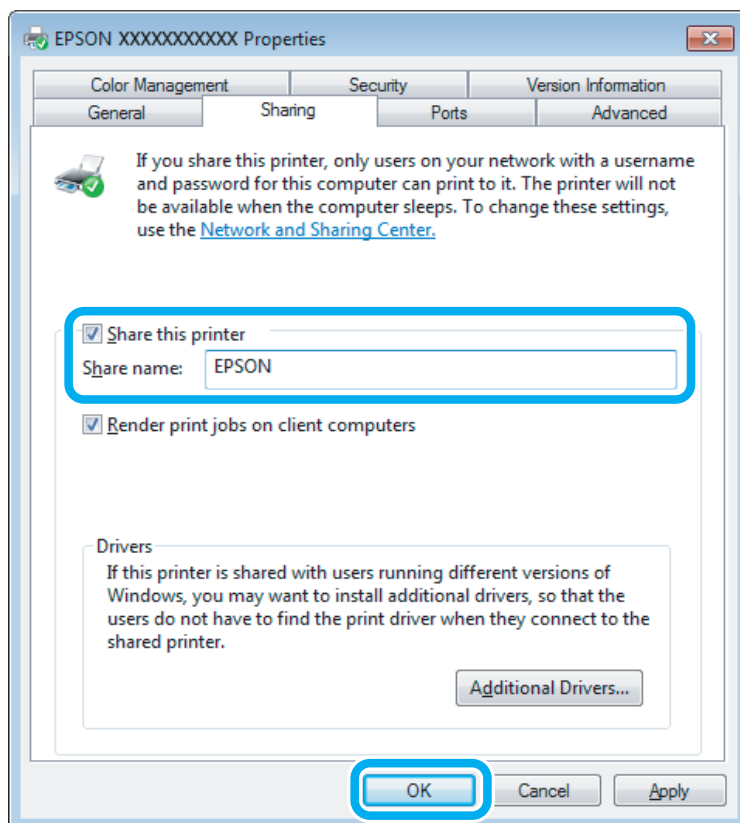 EPSON XXXXXXXXXXX Properties
Color Management Security Version Information
General Sharing Ports Advanced
If you share this printer, only users on your network with a username
and password for this computer can print to it. The printer will not
be available when the computer sleeps. To change these settings,
use the Network and Sharing Center.
Share this printer
Share name: EPSON
Render print jobs on client computers
Drivers
If this printer is shared with users running different versions of
Windows, you may want to install additional drivers, so that the
users do not have to find the print driver when they connect to the
shared printer.
Additional Drivers...
OK Cancel Apply